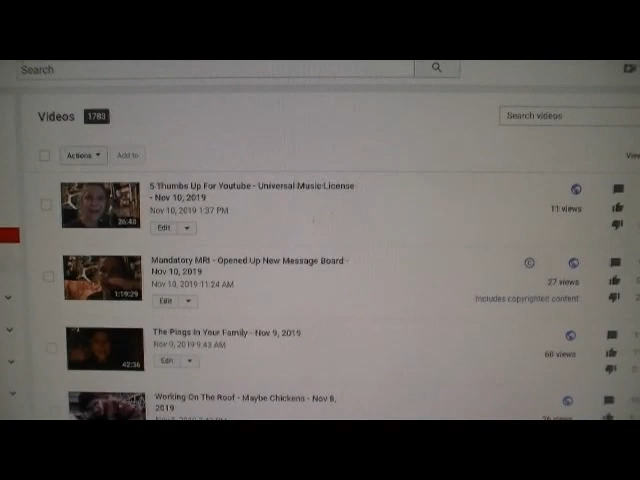 Search
Videos 1783
Search videos
Actions
Add to
View
5 Thumbs Up For Youtube - Universal Music License
- Nov 10, 2019
Nov 10, 2019 1:37 PM
11 views
26:43
Edit
Mandatory MRI - Opened Up New Message Board -
Nov 10, 2019
Nov 10, 2019 11:24 AM
27 views
1:19:29
Edit
Includes copyrighted content
The Pings In Your Family - Nov 9, 2019
Nov 9, 2019 9:43 AM
60 views
42:36
Edit
Working On The Roof - Maybe Chickens - Nov 8,
2019